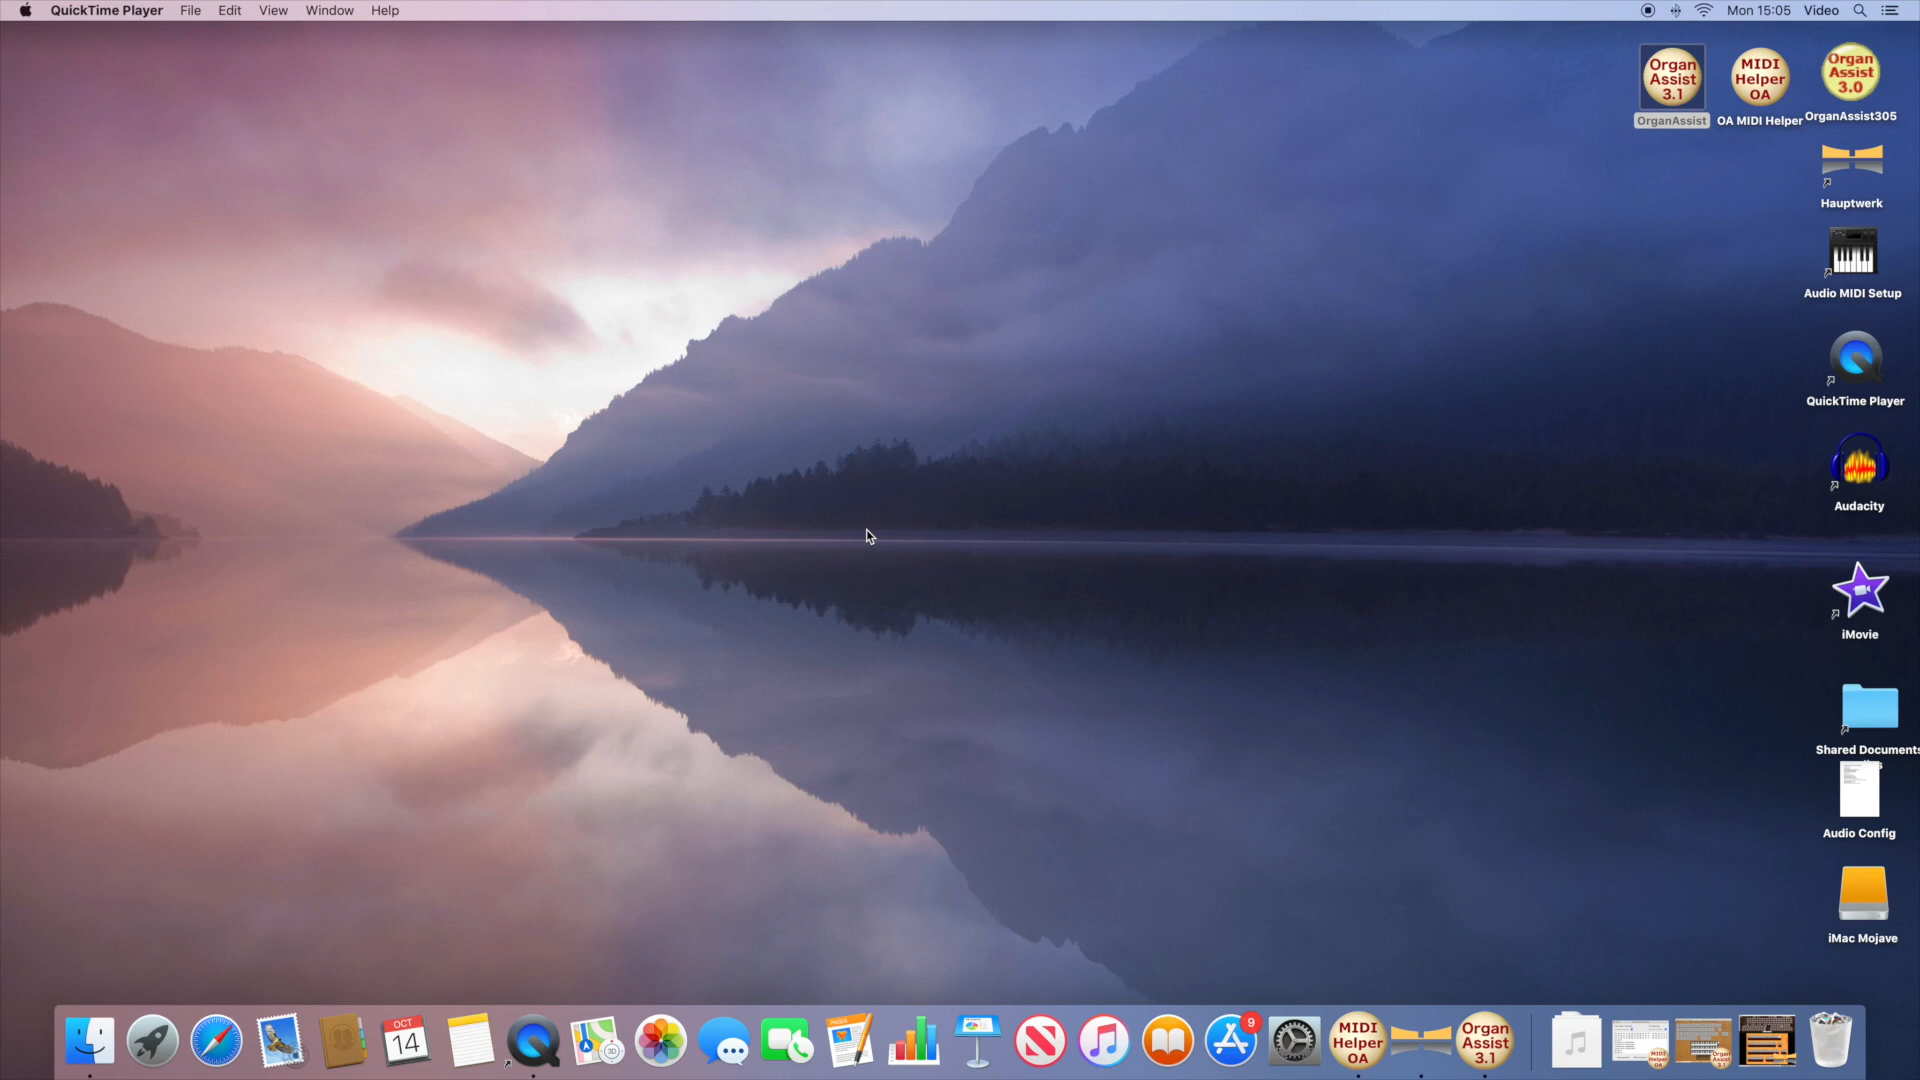 QuickTime Player File Edit View Window Help
Mon 15:05 Video
Organ
Assist
3.1
OrganAssist
MIDI
Helper
OA
OA MIDI Helper
Organ
Assist
3.0
OrganAssist305
Hauptwerk
Audio MIDI Setup
QuickTime Player
Audacity
iMovie
Shared Documents
Audio Config
iMac Mojave
OCT
14
3D
PAGES
9
MIDI
Helper
OA
Organ
Assist
3.1